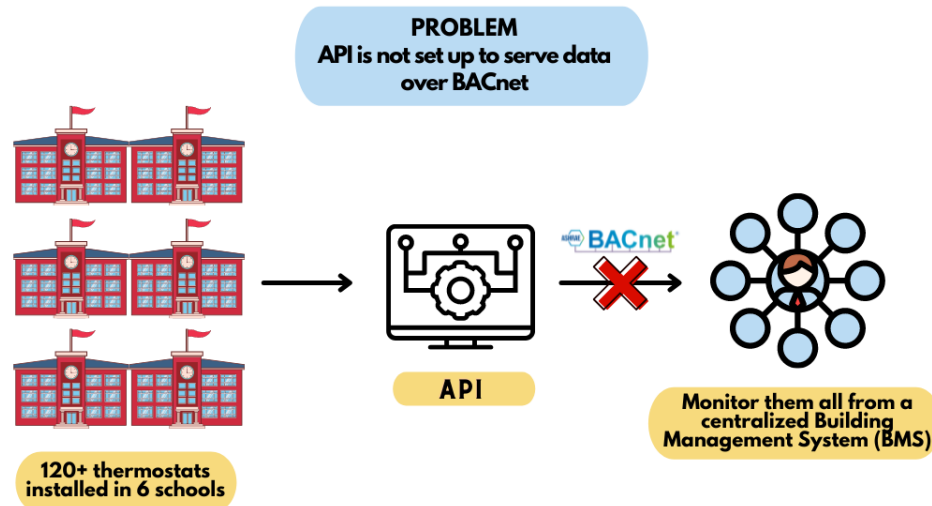 PROBLEM
API is not set up to serve data
over BACnet
ASHRAE BACnet®
API
Monitor them all from a
centralized Building
Management System (BMS)
120+ thermostats
installed in 6 schools